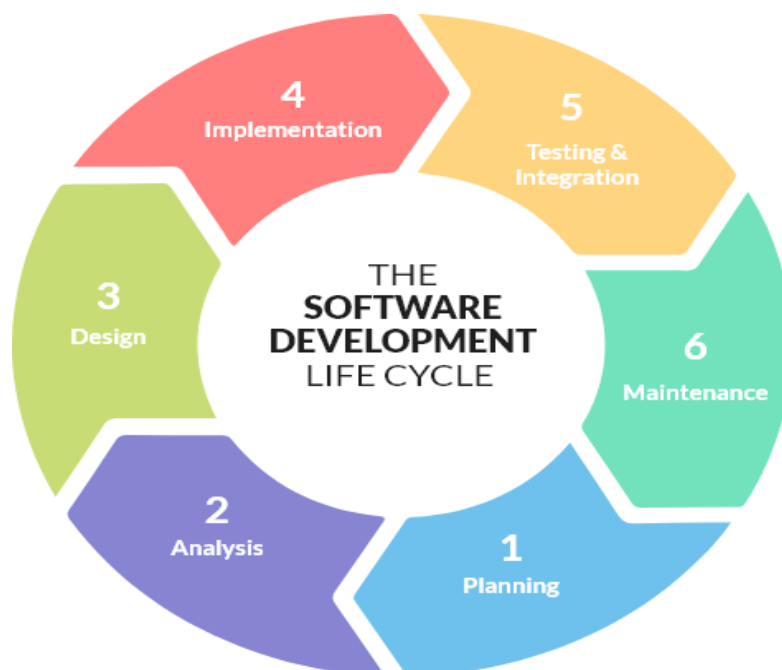 THE
SOFTWARE
DEVELOPMENT
LIFE CYCLE
1
Planning
2
Analysis
3
Design
4
Implementation
5
Testing &
Integration
6
Maintenance